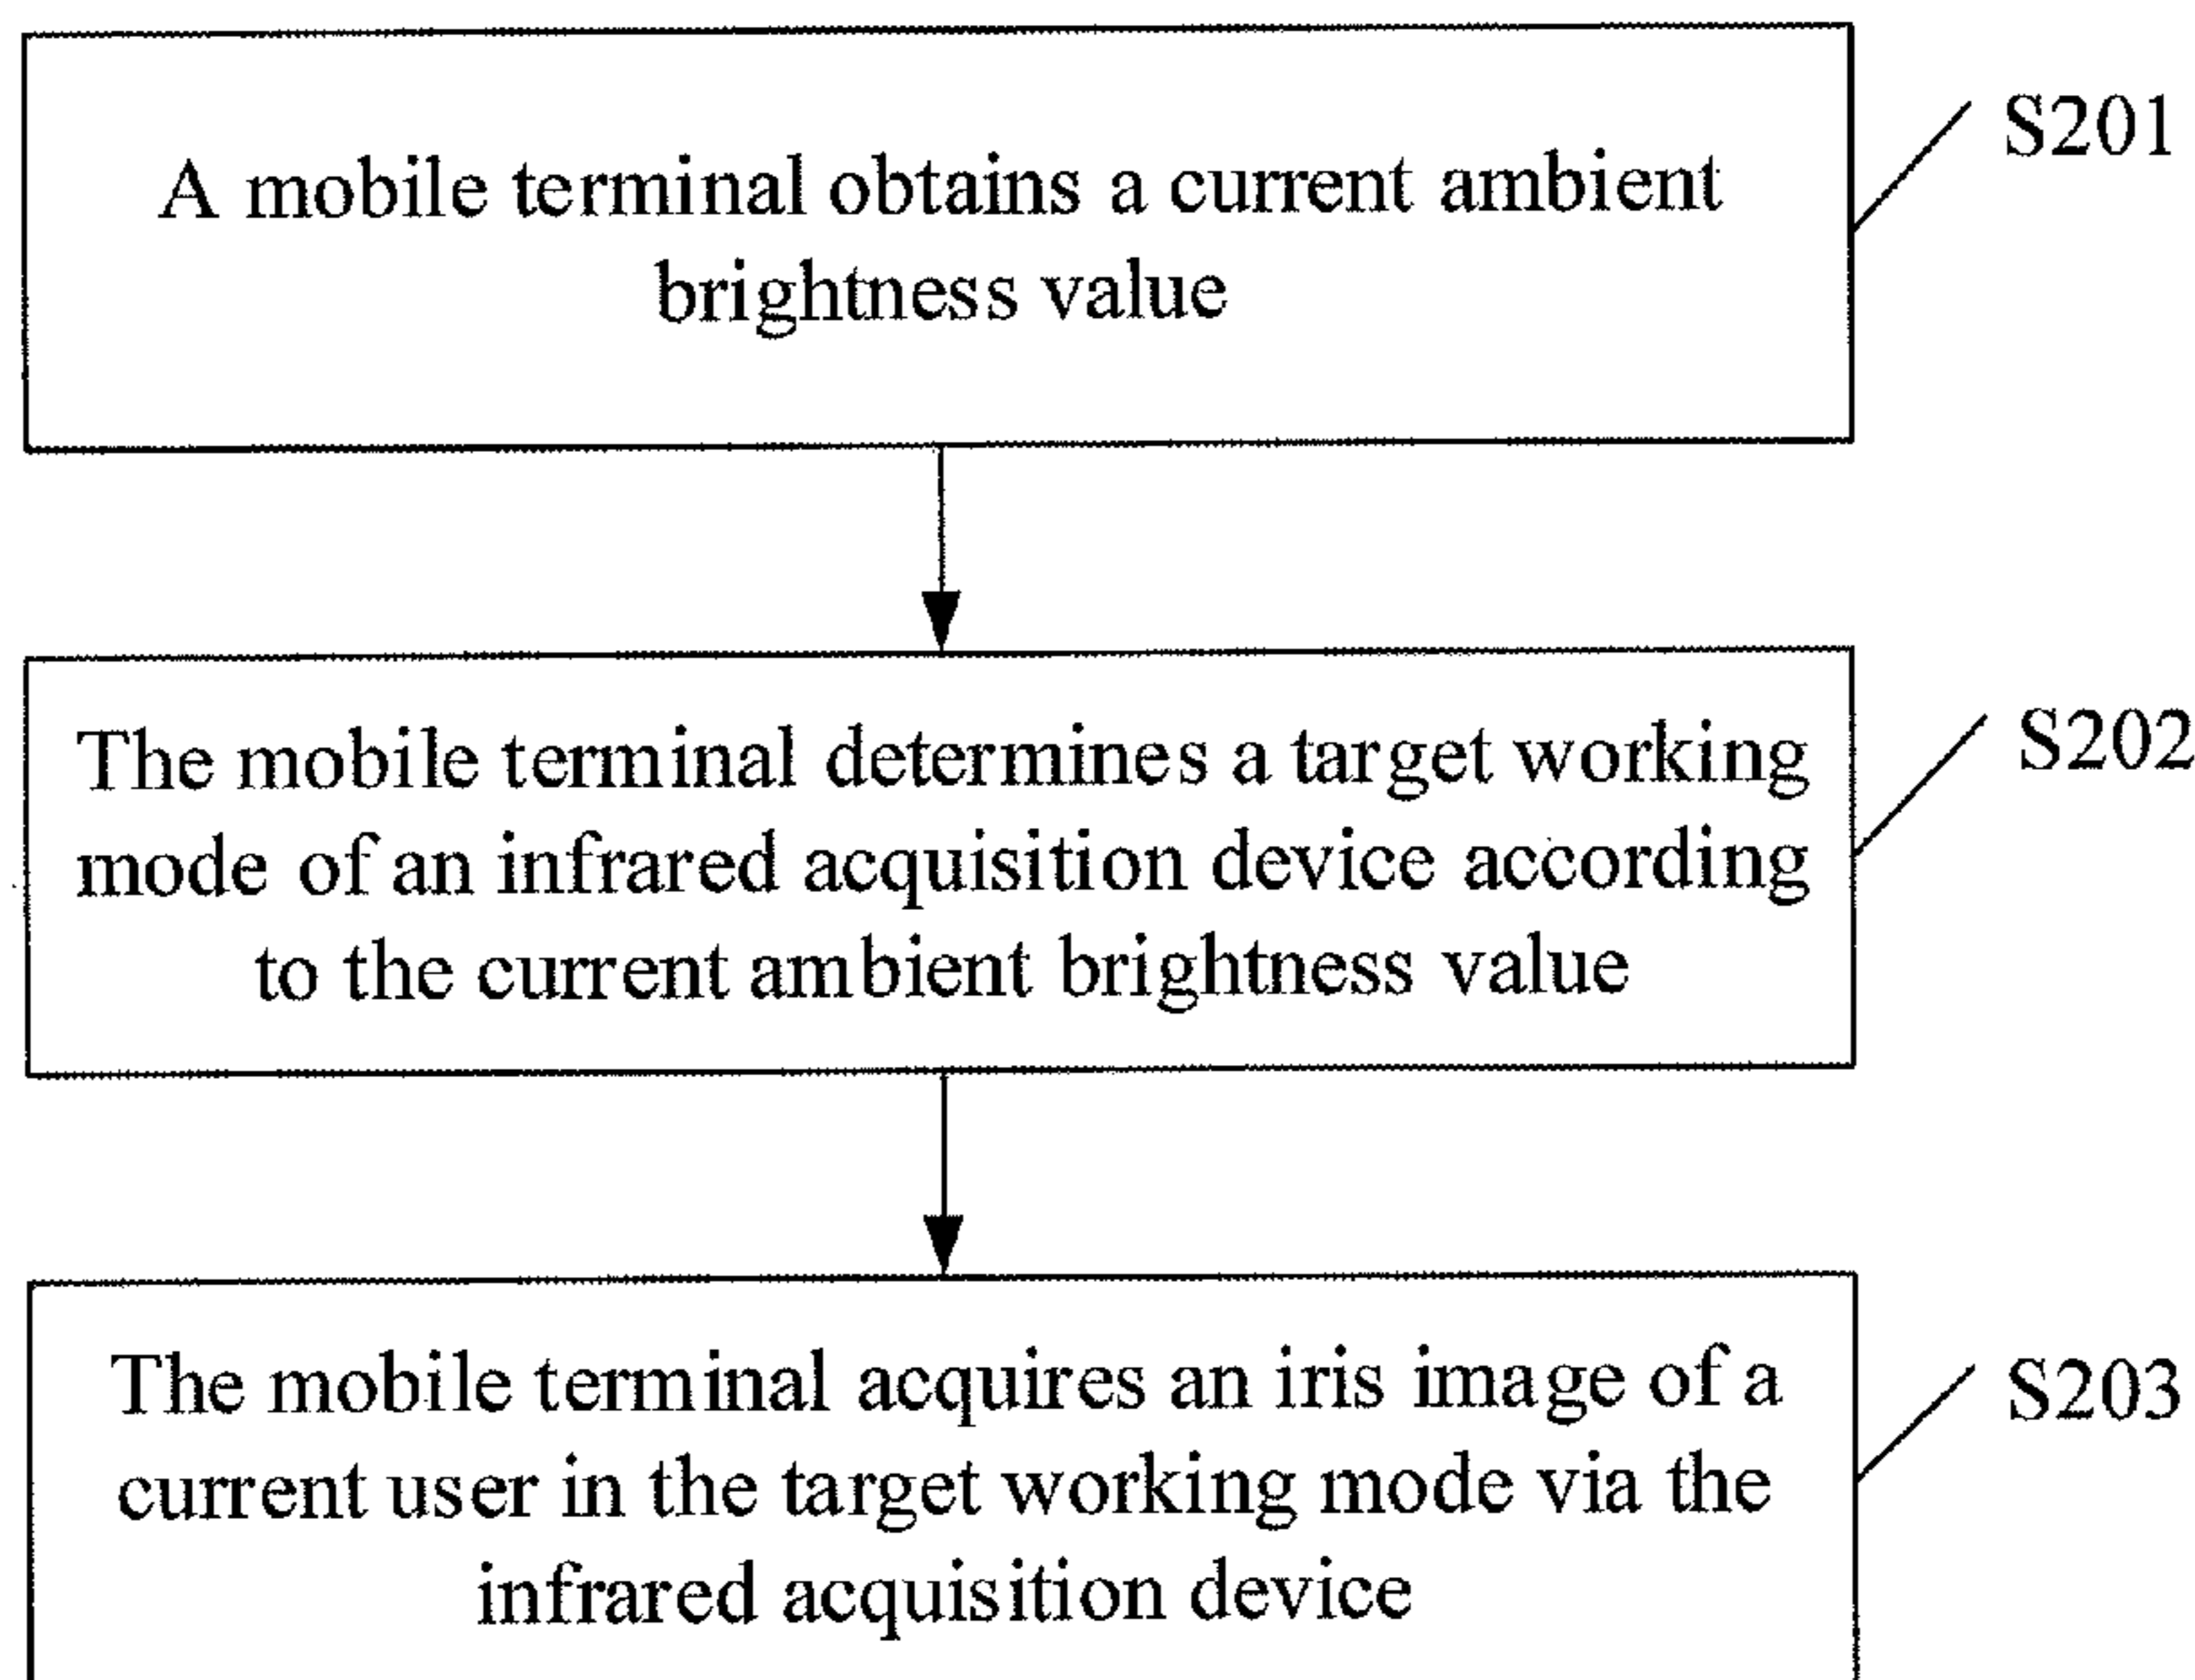 A mobile terminal obtains a current ambient
brightness value
S201
The mobile terminal determines a target working
mode of an infrared acquisition device according
to the current ambient brightness value
S202
The mobile terminal acquires an iris image of a
current user in the target working mode via the
infrared acquisition device
S203